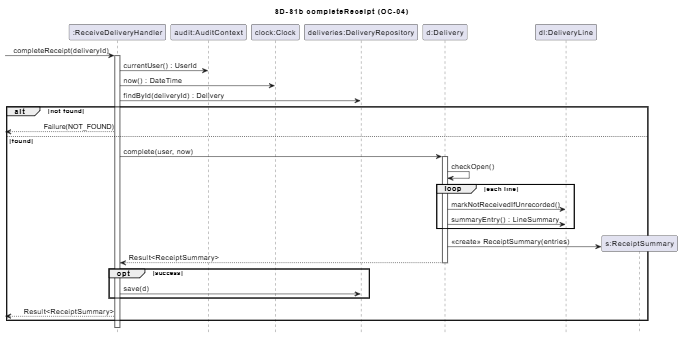 SD-81b completeReceipt (OC-04)
:ReceiveDeliveryHandler
audit:AuditContext
clock:Clock
deliveries:DeliveryRepository
d:Delivery
dl:DeliveryLine
completeReceipt(deliveryId)
currentUser() : UserId
now() : DateTime
findById(deliveryId) : Delivery
alt [not found]
Failure(NOT_FOUND)
[found]
complete(user, now)
checkOpen()
loop [each line]
markNotReceivedIfUnrecorded()
summaryEntry() : LineSummary
«create» ReceiptSummary(entries)
s:ReceiptSummary
Result<ReceiptSummary>
opt [success]
save(d)
Result<ReceiptSummary>